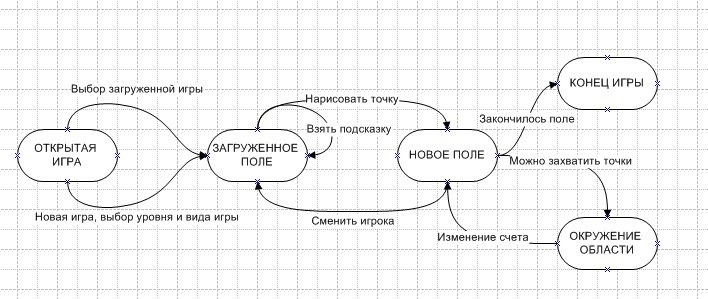 КОНЕЦ ИГРЫ
Выбор загруженной игры
Нарисовать точку
Закончилось поле
Взять подсказку
ОТКРЫТАЯ
ИГРА
ЗАГРУЖЕННОЕ
ПОЛЕ
НОВОЕ ПОЛЕ
Можно захватить точки
Новая игра, выбор уровня и вида игры
Сменить игрока
Изменение счета
ОКРУЖЕНИЕ
ОБЛАСТИ